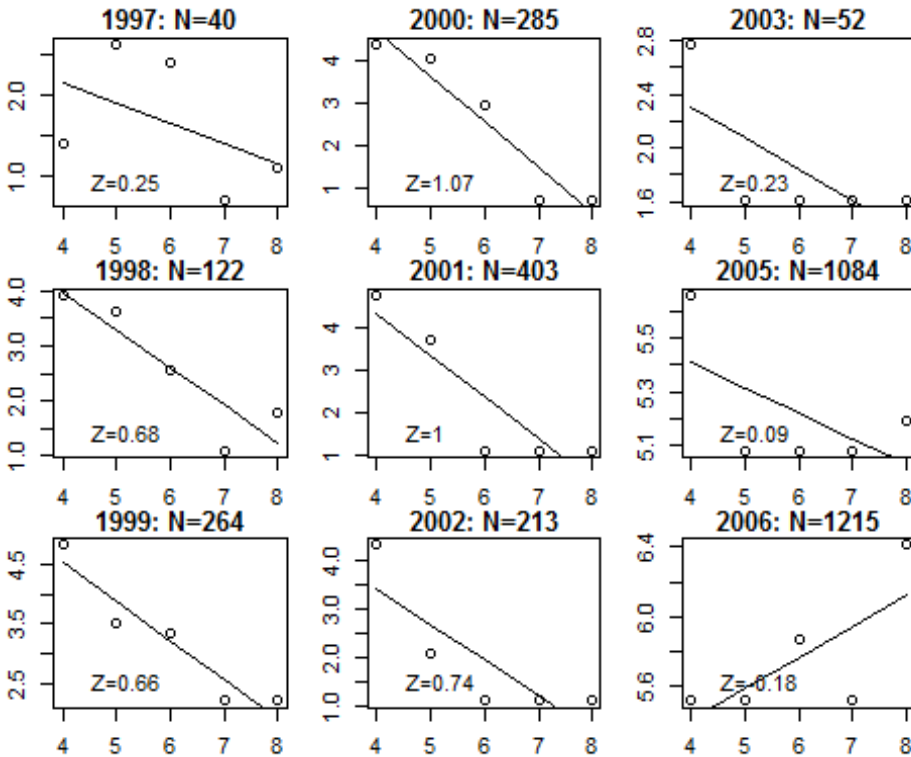 1997: N=40
2.0
1.0
Z=0.25
4 5 6 7 8
2000: N=285
4
3
2
1
Z=1.07
4 5 6 7 8
2003: N=52
2.8
2.4
2.0
1.6
Z=0.23
4 5 6 7 8
1998: N=122
4.0
3.0
2.0
1.0
Z=0.68
4 5 6 7 8
2001: N=403
4
3
2
1
Z=1
4 5 6 7 8
2005: N=1084
5.5
5.3
5.1
Z=0.09
4 5 6 7 8
1999: N=264
4.5
3.5
2.5
Z=0.66
4 5 6 7 8
2002: N=213
4.0
3.0
2.0
1.0
Z=0.74
4 5 6 7 8
2006: N=1215
6.4
6.0
5.6
Z=-0.18
4 5 6 7 8